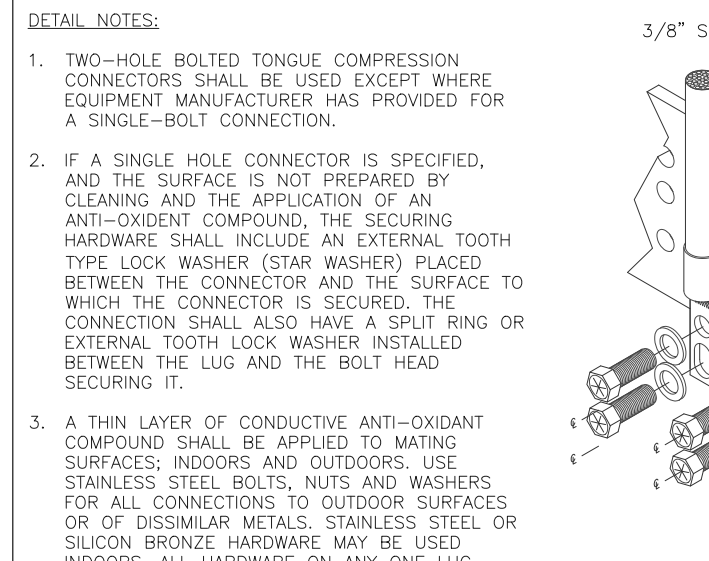 DETAIL NOTES:
3/8" S
1. TWO-HOLE BOLTED TONGUE COMPRESSION
CONNECTORS SHALL BE USED EXCEPT WHERE
EQUIPMENT MANUFACTURER HAS PROVIDED FOR
A SINGLE-BOLT CONNECTION.
2. IF A SINGLE HOLE CONNECTOR IS SPECIFIED,
AND THE SURFACE IS NOT PREPARED BY
CLEANING AND THE APPLICATION OF AN
ANTI-OXIDENT COMPOUND, THE SECURING
HARDWARE SHALL INCLUDE AN EXTERNAL TOOTH
TYPE LOCK WASHER (STAR WASHER) PLACED
BETWEEN THE CONNECTOR AND THE SURFACE TO
WHICH THE CONNECTOR IS SECURED. THE
CONNECTION SHALL ALSO HAVE A SPLIT RING OR
EXTERNAL TOOTH LOCK WASHER INSTALLED
BETWEEN THE LUG AND THE BOLT HEAD
SECURING IT.
3. A THIN LAYER OF CONDUCTIVE ANTI-OXIDANT
COMPOUND SHALL BE APPLIED TO MATING
SURFACES; INDOORS AND OUTDOORS. USE
STAINLESS STEEL BOLTS, NUTS AND WASHERS
FOR ALL CONNECTIONS TO OUTDOOR SURFACES
OR OF DISSIMILAR METALS. STAINLESS STEEL OR
SILICON BRONZE HARDWARE MAY BE USED
INDOORS. ALL HARDWARE ON ANY ONE LUG
℄
℄
℄
℄